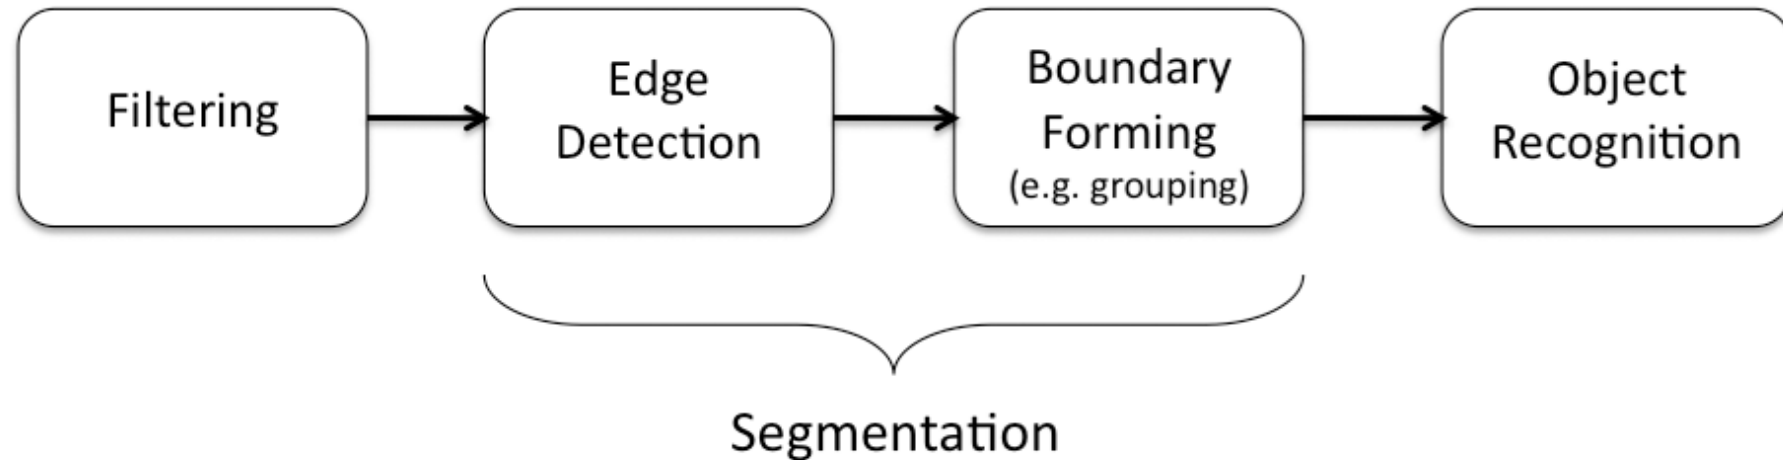 Filtering
Edge
Detection
Boundary
Forming
(e.g. grouping)
Object
Recognition
Segmentation